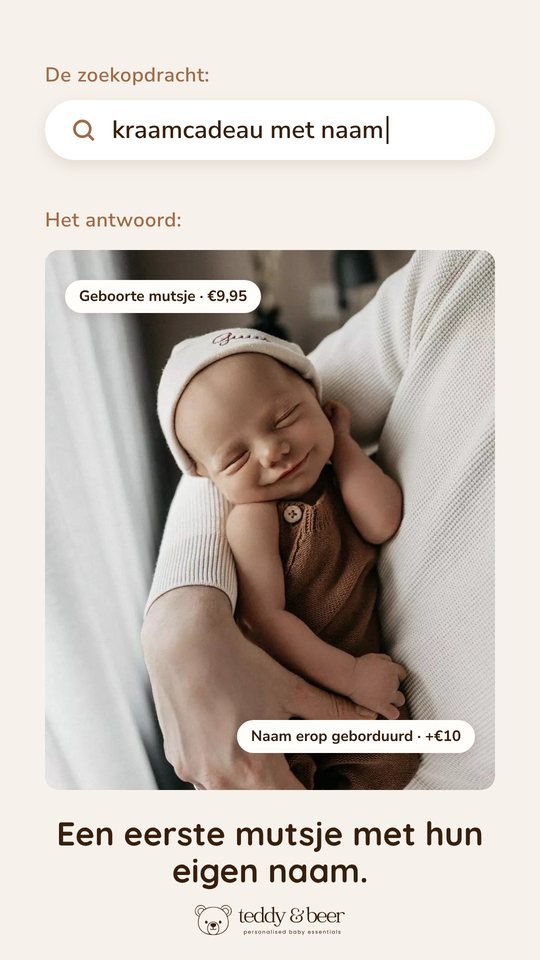 De zoekopdracht:
kraamcadeau met naam
Het antwoord:
Geboorte mutsje · €9,95
Naam erop geborduurd · +€10
Een eerste mutsje met hun
eigen naam.
teddy & beer
personalised baby essentials